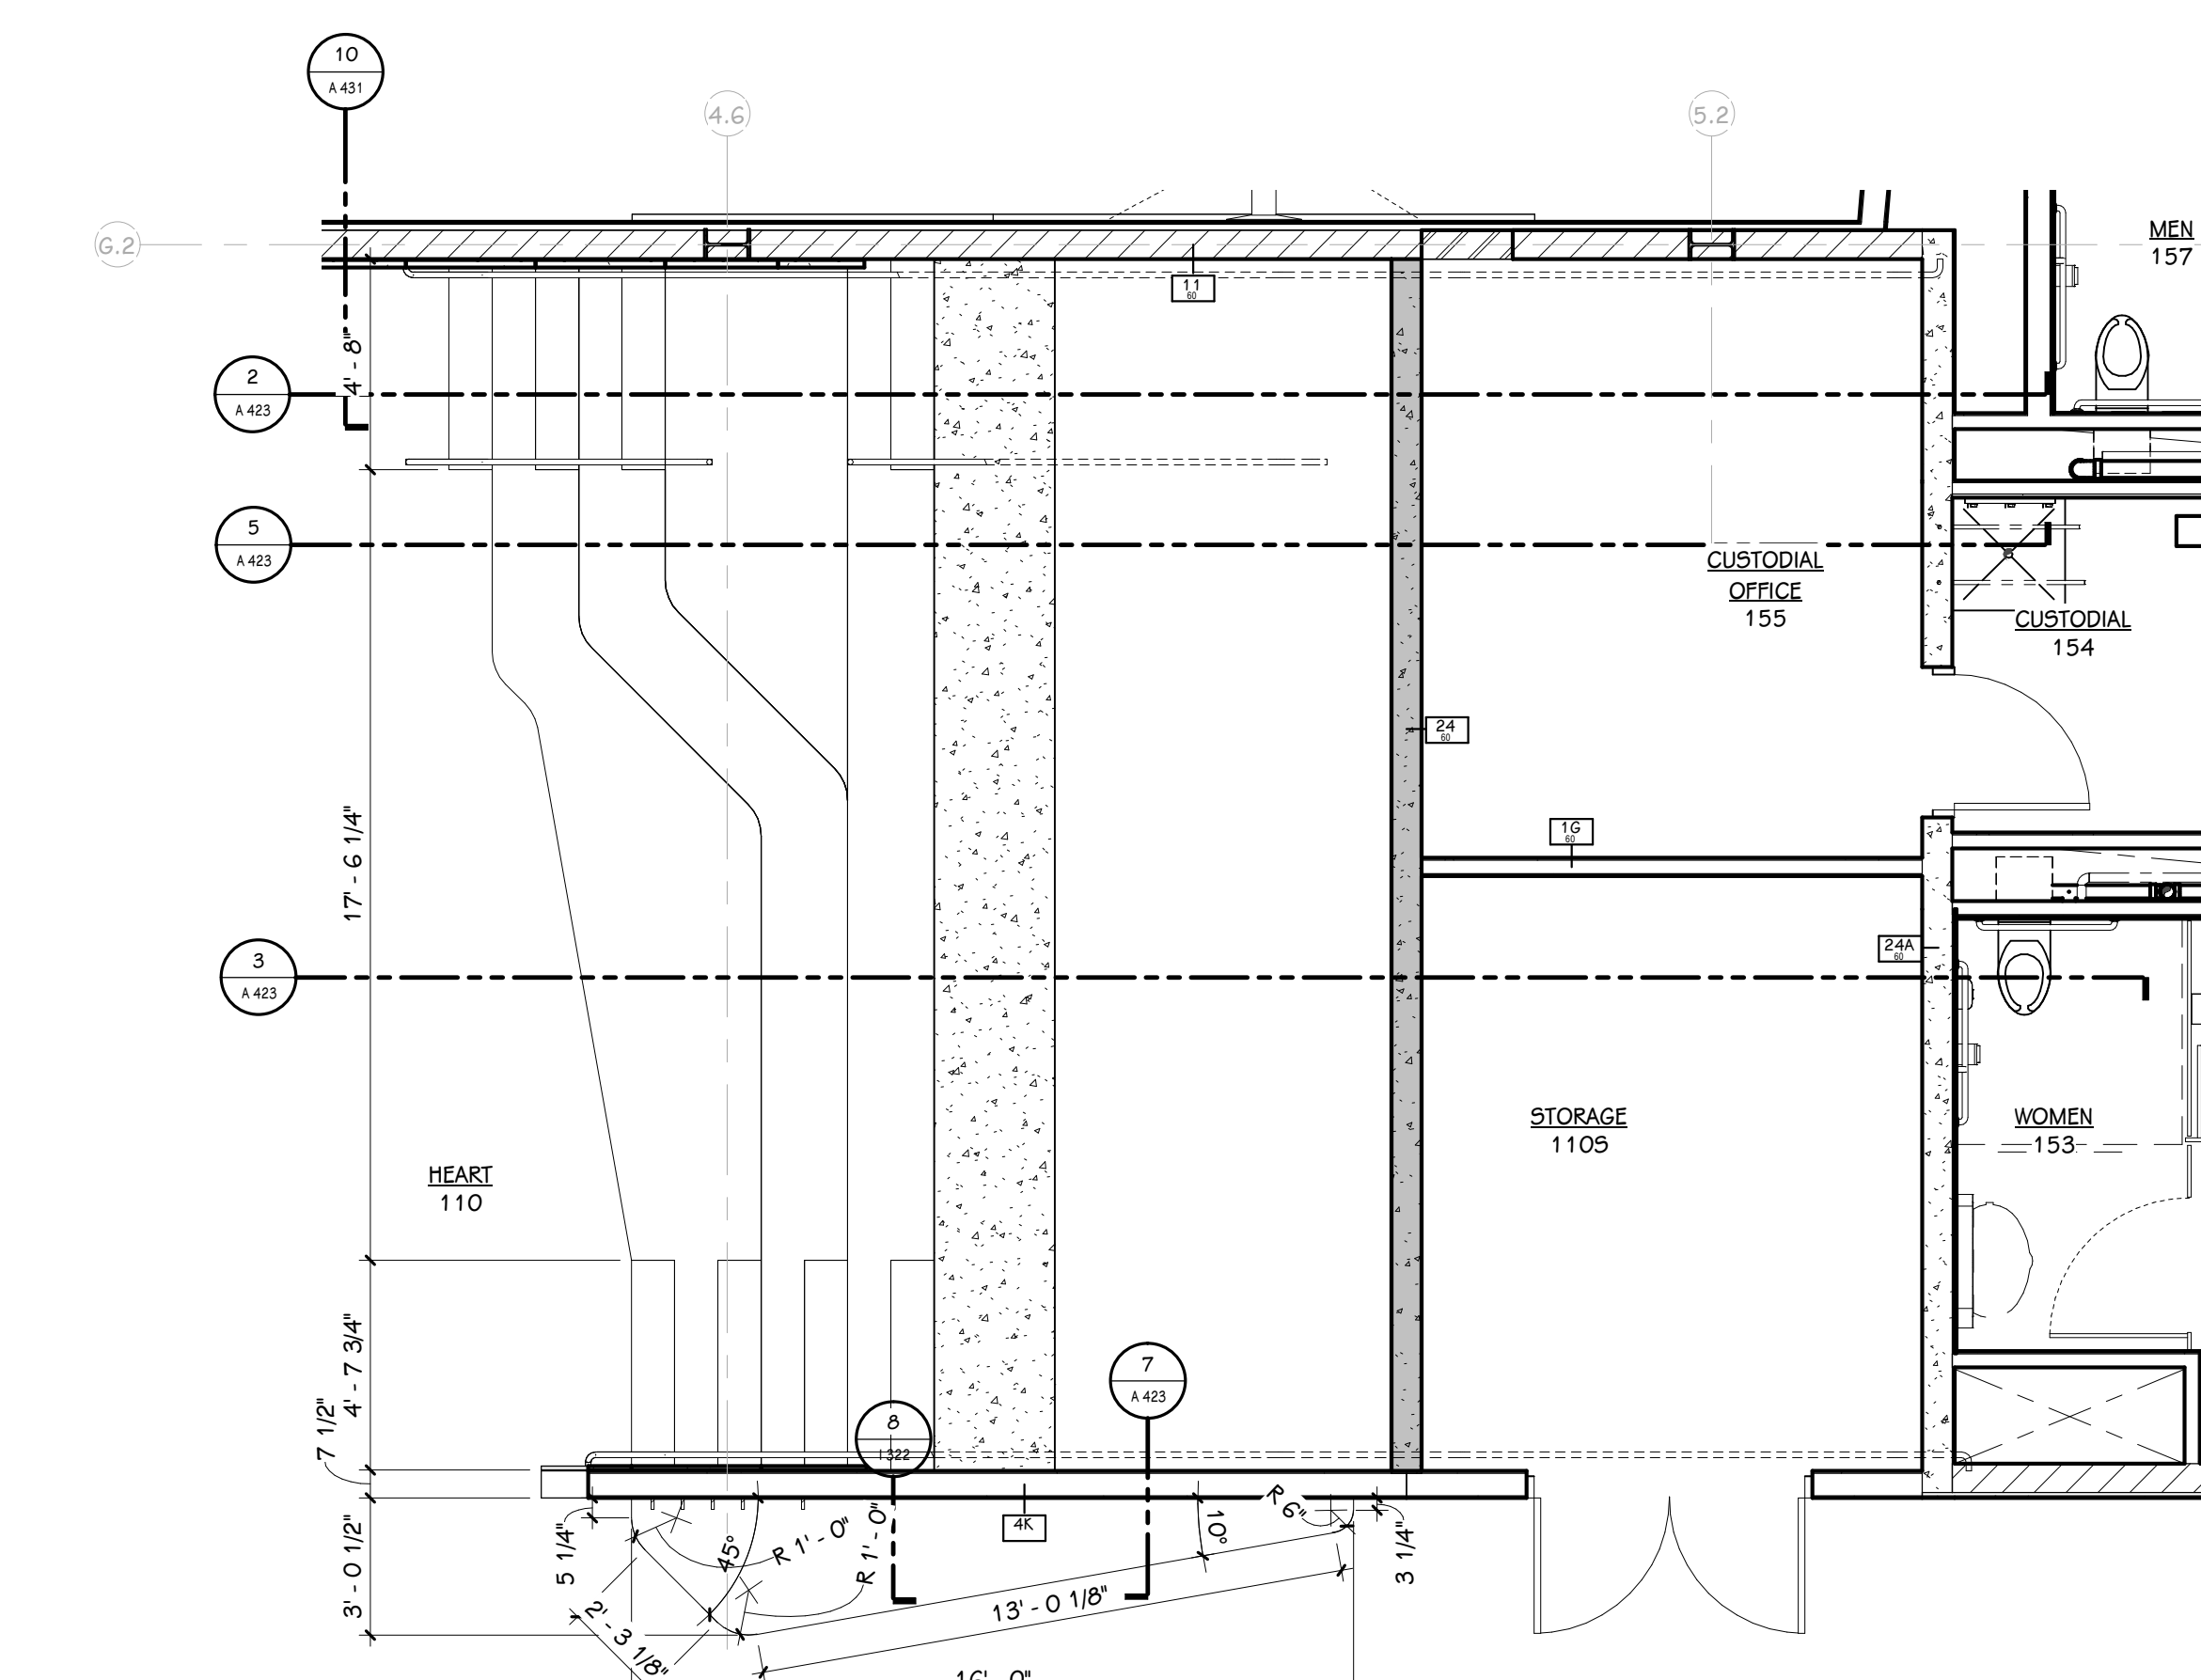 10
A 431
4.6
5.2
G.2
MEN
157
11
60
4' - 8"
2
A 423
5
A 423
CUSTODIAL
OFFICE
155
CUSTODIAL
154
24
60
17' - 6 1/4"
1G
60
24A
60
3
A 423
STORAGE
110S
WOMEN
153
HEART
110
4' - 7 3/4"
7 1/2"
7
A 423
8
I 322
4K
R 6"
10°
3 1/4"
5 1/4"
45°
R 1' - 0"
R 1' - 0"
3' - 0 1/2"
2' - 3 1/8"
13' - 0 1/8"
16' - 0"